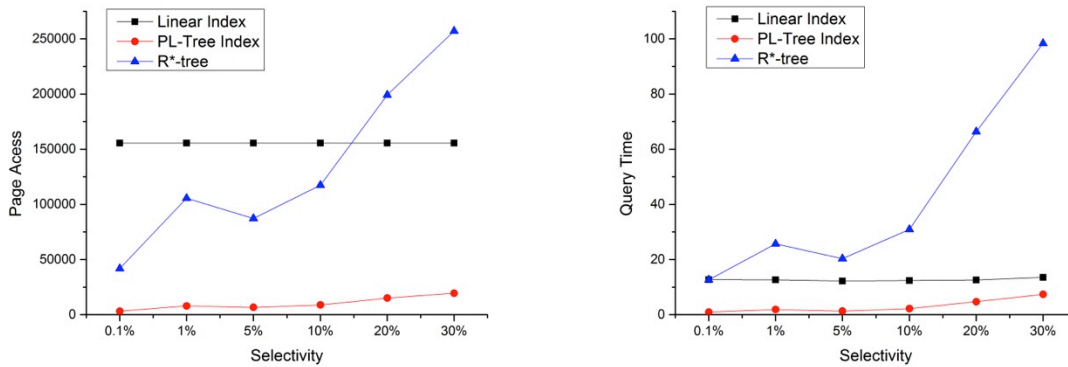 Linear Index
PL-Tree Index
R*-tree
250000
200000
150000
100000
50000
0
Page Acess
0.1% 1% 5% 10% 20% 30%
Selectivity
Linear Index
PL-Tree Index
R*-tree
100
80
60
40
20
0
Query Time
0.1% 1% 5% 10% 20% 30%
Selectivity